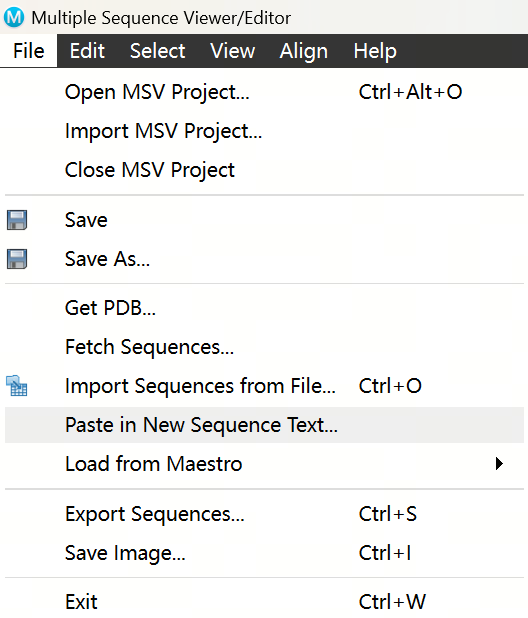 M Multiple Sequence Viewer/Editor
File Edit Select View Align Help
Open MSV Project... Ctrl+Alt+O
Import MSV Project...
Close MSV Project
Save
Save As...
Get PDB...
Fetch Sequences...
Import Sequences from File... Ctrl+O
Paste in New Sequence Text...
Load from Maestro
Export Sequences... Ctrl+S
Save Image... Ctrl+I
Exit Ctrl+W